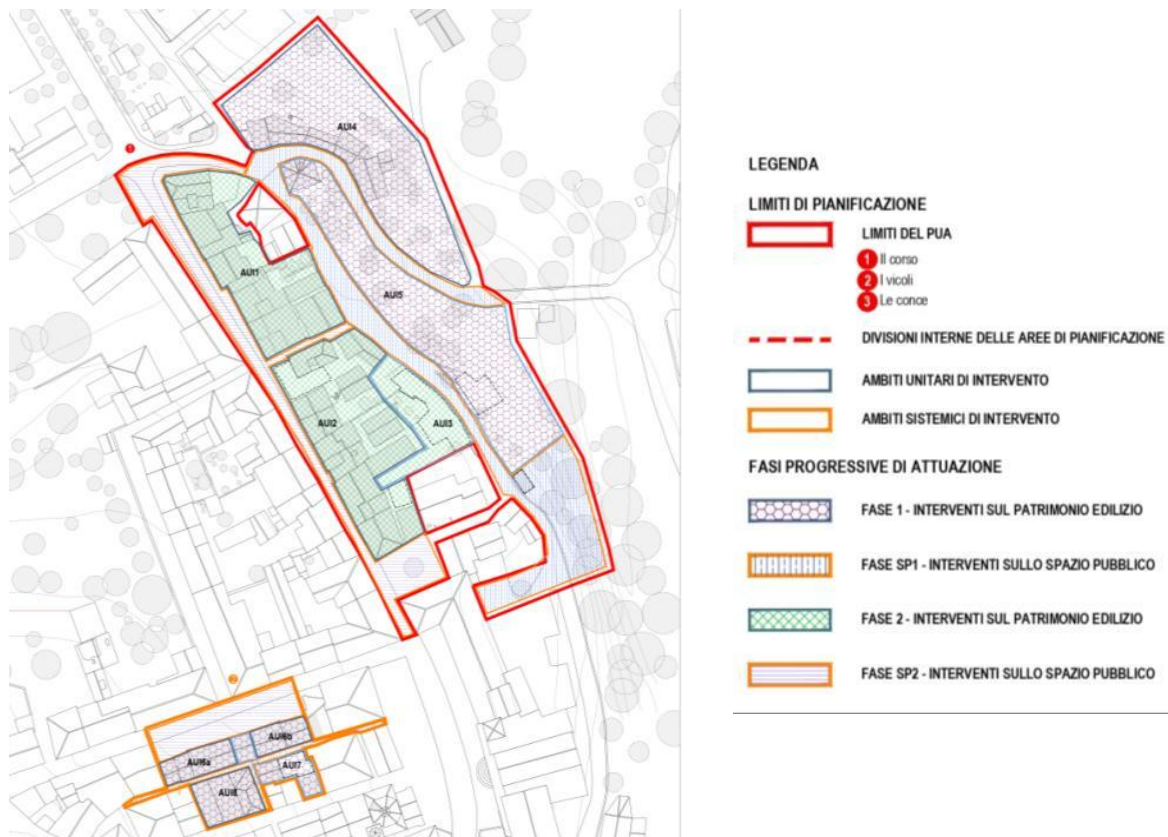 AUI4
1
AUI1
AUI5
AUI2
AUI3
2
AUI6b
AUI6a
AUI7
AUI8
LEGENDA
LIMITI DI PIANIFICAZIONE
LIMITI DEL PUA
1 Il corso
2 I vicoli
3 Le conce
DIVISIONI INTERNE DELLE AREE DI PIANIFICAZIONE
AMBITI UNITARI DI INTERVENTO
AMBITI SISTEMICI DI INTERVENTO
FASI PROGRESSIVE DI ATTUAZIONE
FASE 1 - INTERVENTI SUL PATRIMONIO EDILIZIO
FASE SP1 - INTERVENTI SULLO SPAZIO PUBBLICO
FASE 2 - INTERVENTI SUL PATRIMONIO EDILIZIO
FASE SP2 - INTERVENTI SULLO SPAZIO PUBBLICO